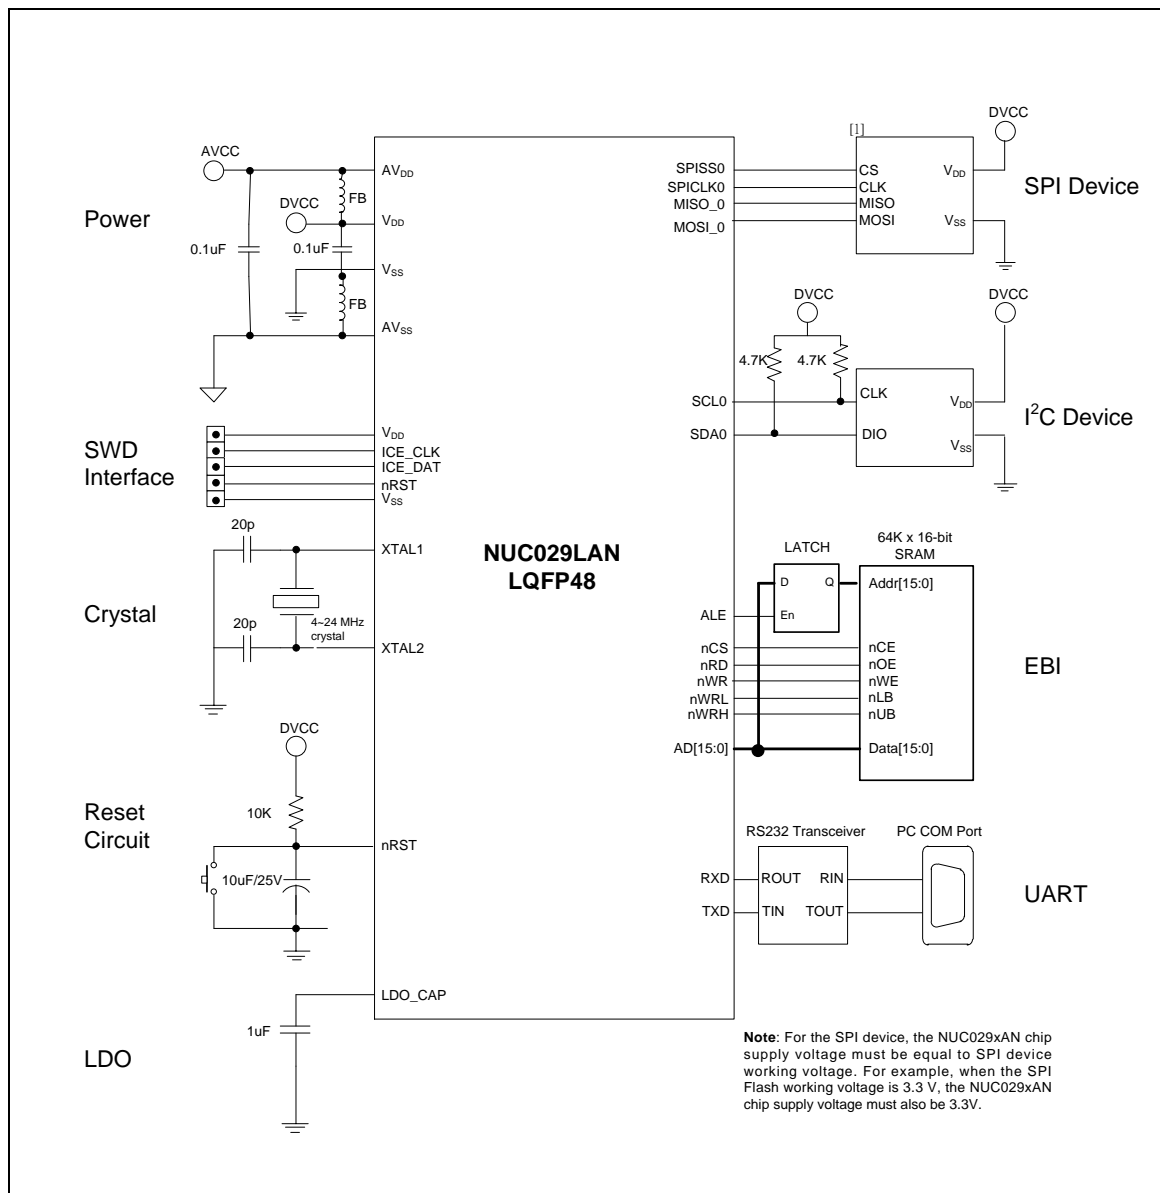 Power
AVCC
DVCC
FB
0.1uF
0.1uF
FB
AVDD
VDD
VSS
AVSS
SWD
Interface
VDD
ICE_CLK
ICE_DAT
nRST
VSS
Crystal
20p
20p
4~24 MHz
crystal
XTAL1
XTAL2
Reset
Circuit
DVCC
10K
10uF/25V
nRST
LDO
1uF
LDO_CAP
NUC029LAN
LQFP48
SPISS0
SPICLK0
MISO_0
MOSI_0
[1]
CS
CLK
MISO
MOSI
VDD
VSS
DVCC
SPI Device
DVCC
4.7K
4.7K
SCL0
SDA0
CLK
DIO
VDD
VSS
DVCC
I²C Device
LATCH
D
Q
En
64K x 16-bit
SRAM
Addr[15:0]
ALE
nCS
nRD
nWR
nWRL
nWRH
AD[15:0]
nCE
nOE
nWE
nLB
nUB
Data[15:0]
EBI
RS232 Transceiver
PC COM Port
RXD
TXD
ROUT
RIN
TIN
TOUT
UART
Note: For the SPI device, the NUC029xAN chip
supply voltage must be equal to SPI device
working voltage. For example, when the SPI
Flash working voltage is 3.3 V, the NUC029xAN
chip supply voltage must also be 3.3V.